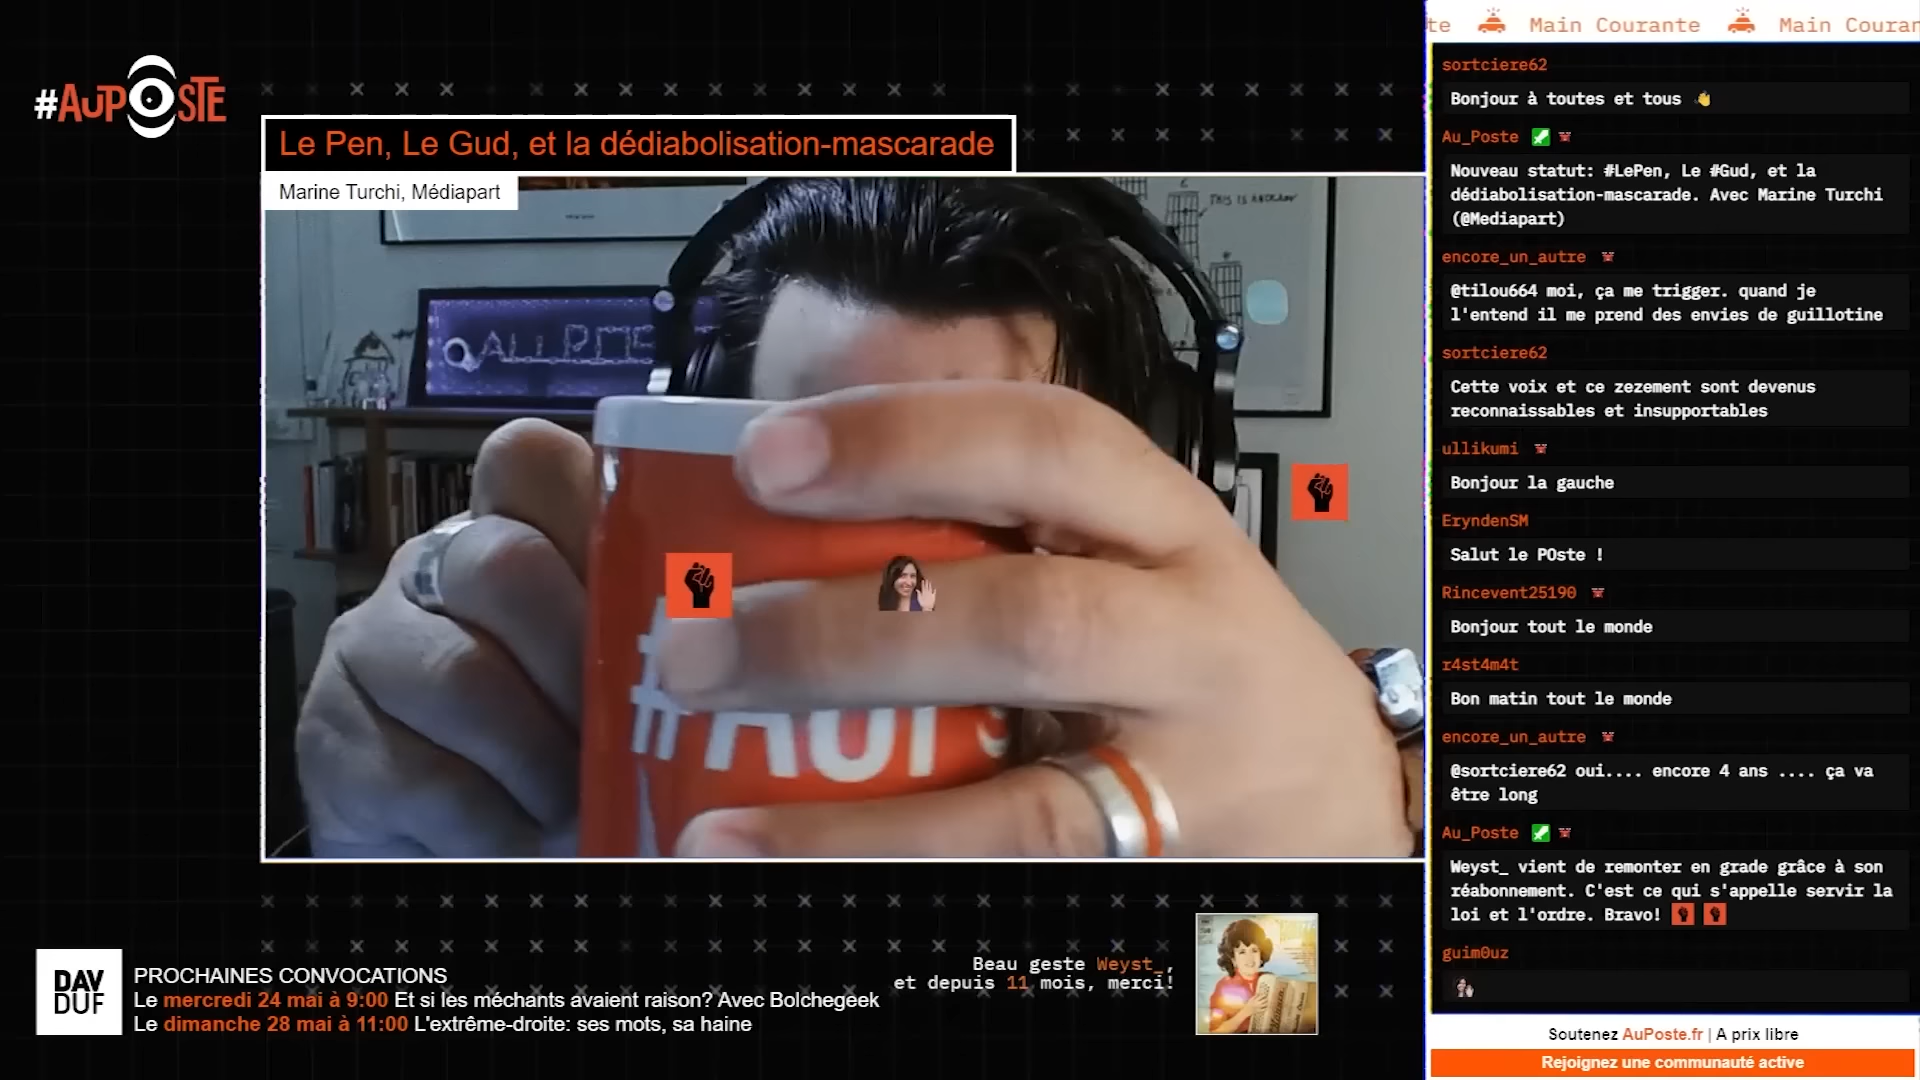 #AUPOSTE
Le Pen, Le Gud, et la dédiabolisation-mascarade
Marine Turchi, Médiapart
THIS IS
#AUP
DAV
DUF
PROCHAINES CONVOCATIONS
Le mercredi 24 mai à 9:00 Et si les méchants avaient raison? Avec Bolchegeek
Le dimanche 28 mai à 11:00 L'extrême-droite: ses mots, sa haine
Beau geste Weyst_,
et depuis 11 mois, merci!
te Main Courante Main Couran
sortciere62
Bonjour à toutes et tous 👋
Au_Poste
Nouveau statut: #LePen, Le #Gud, et la
dédiabolisation-mascarade. Avec Marine Turchi
(@Mediapart)
encore_un_autre
@tilou664 moi, ça me trigger. quand je
l'entend il me prend des envies de guillotine
sortciere62
Cette voix et ce zezement sont devenus
reconnaissables et insupportables
ullikumi
Bonjour la gauche
EryndenSM
Salut le POste !
Rincevent25190
Bonjour tout le monde
r4st4m4t
Bon matin tout le monde
encore_un_autre
@sortciere62 oui.... encore 4 ans .... ça va
être long
Au_Poste
Weyst_ vient de remonter en grade grâce à son
réabonnement. C'est ce qui s'appelle servir la
loi et l'ordre. Bravo!
guim0uz
Soutenez AuPoste.fr | A prix libre
Rejoignez une communauté active